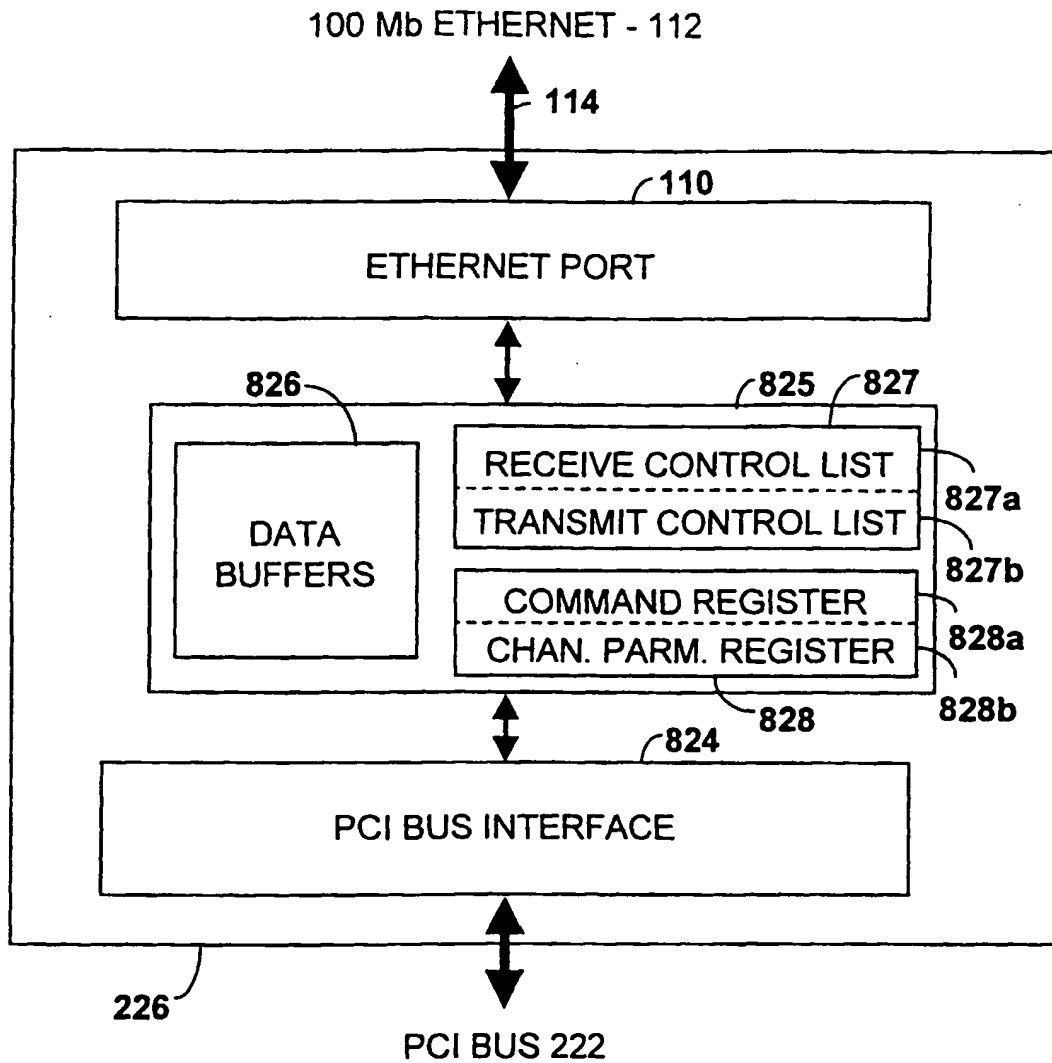 100 Mb ETHERNET - 112
114
110
ETHERNET PORT
826
825
827
DATA
BUFFERS
RECEIVE CONTROL LIST
827a
TRANSMIT CONTROL LIST
827b
COMMAND REGISTER
828a
CHAN. PARM. REGISTER
828b
828
824
PCI BUS INTERFACE
226
PCI BUS 222